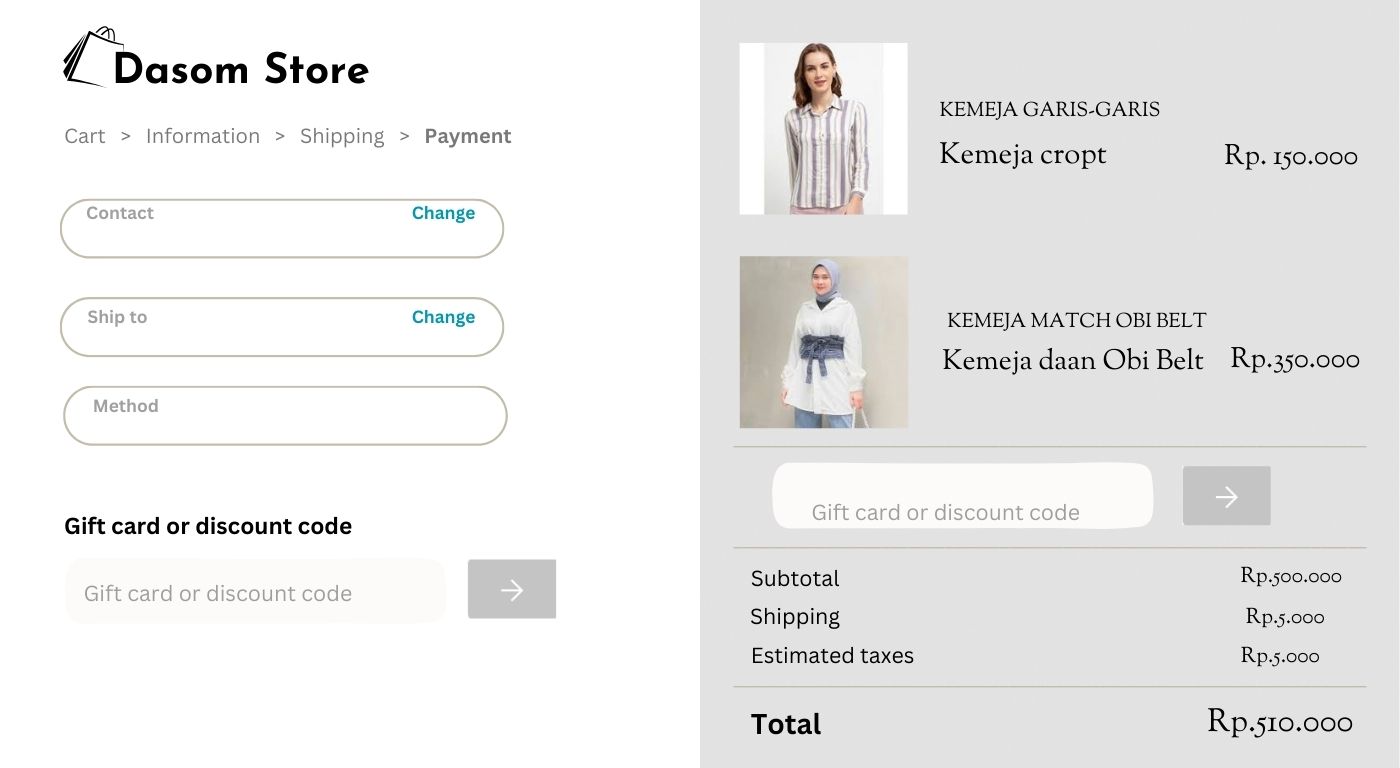 Dasom Store
Cart > Information > Shipping > Payment
Contact Change
Ship to Change
Method
Gift card or discount code
Gift card or discount code
KEMEJA GARIS-GARIS
Kemeja cropt Rp. 150.000
KEMEJA MATCH OBI BELT
Kemeja daan Obi Belt Rp.350.000
Gift card or discount code
Subtotal Rp.500.000
Shipping Rp.5.000
Estimated taxes Rp.5.000
Total Rp.510.000